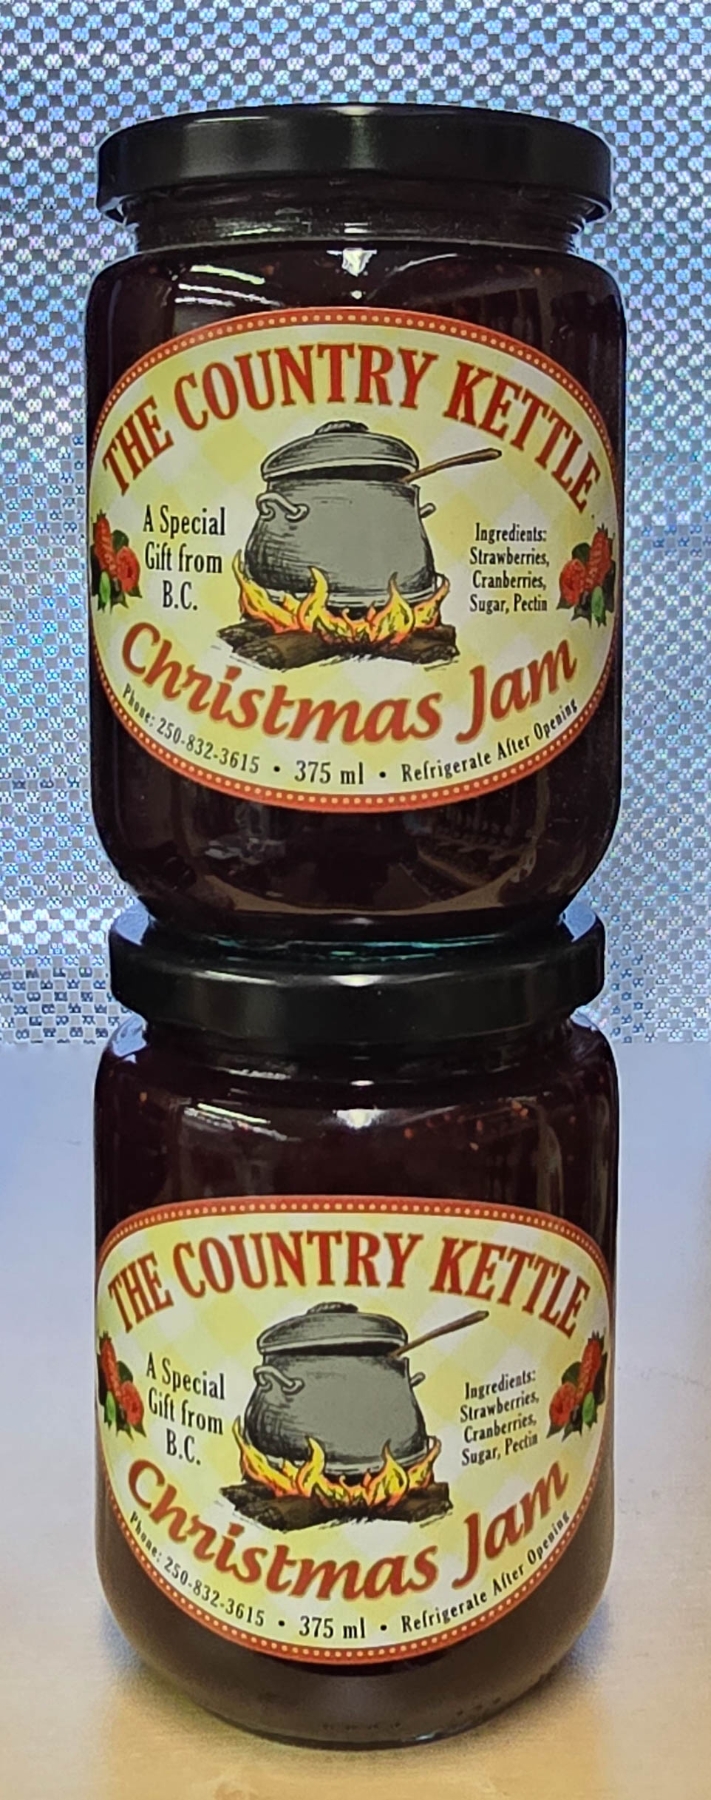 THE COUNTRY KETTLE
A Special
Gift from
B.C.
Ingredients:
Strawberries,
Cranberries,
Sugar, Pectin
Christmas Jam
Phone: 250-832-3615 • 375 ml • Refrigerate After Opening
THE COUNTRY KETTLE
A Special
Gift from
B.C.
Ingredients:
Strawberries,
Cranberries,
Sugar, Pectin
Christmas Jam
Phone: 250-832-3615 • 375 ml • Refrigerate After Opening